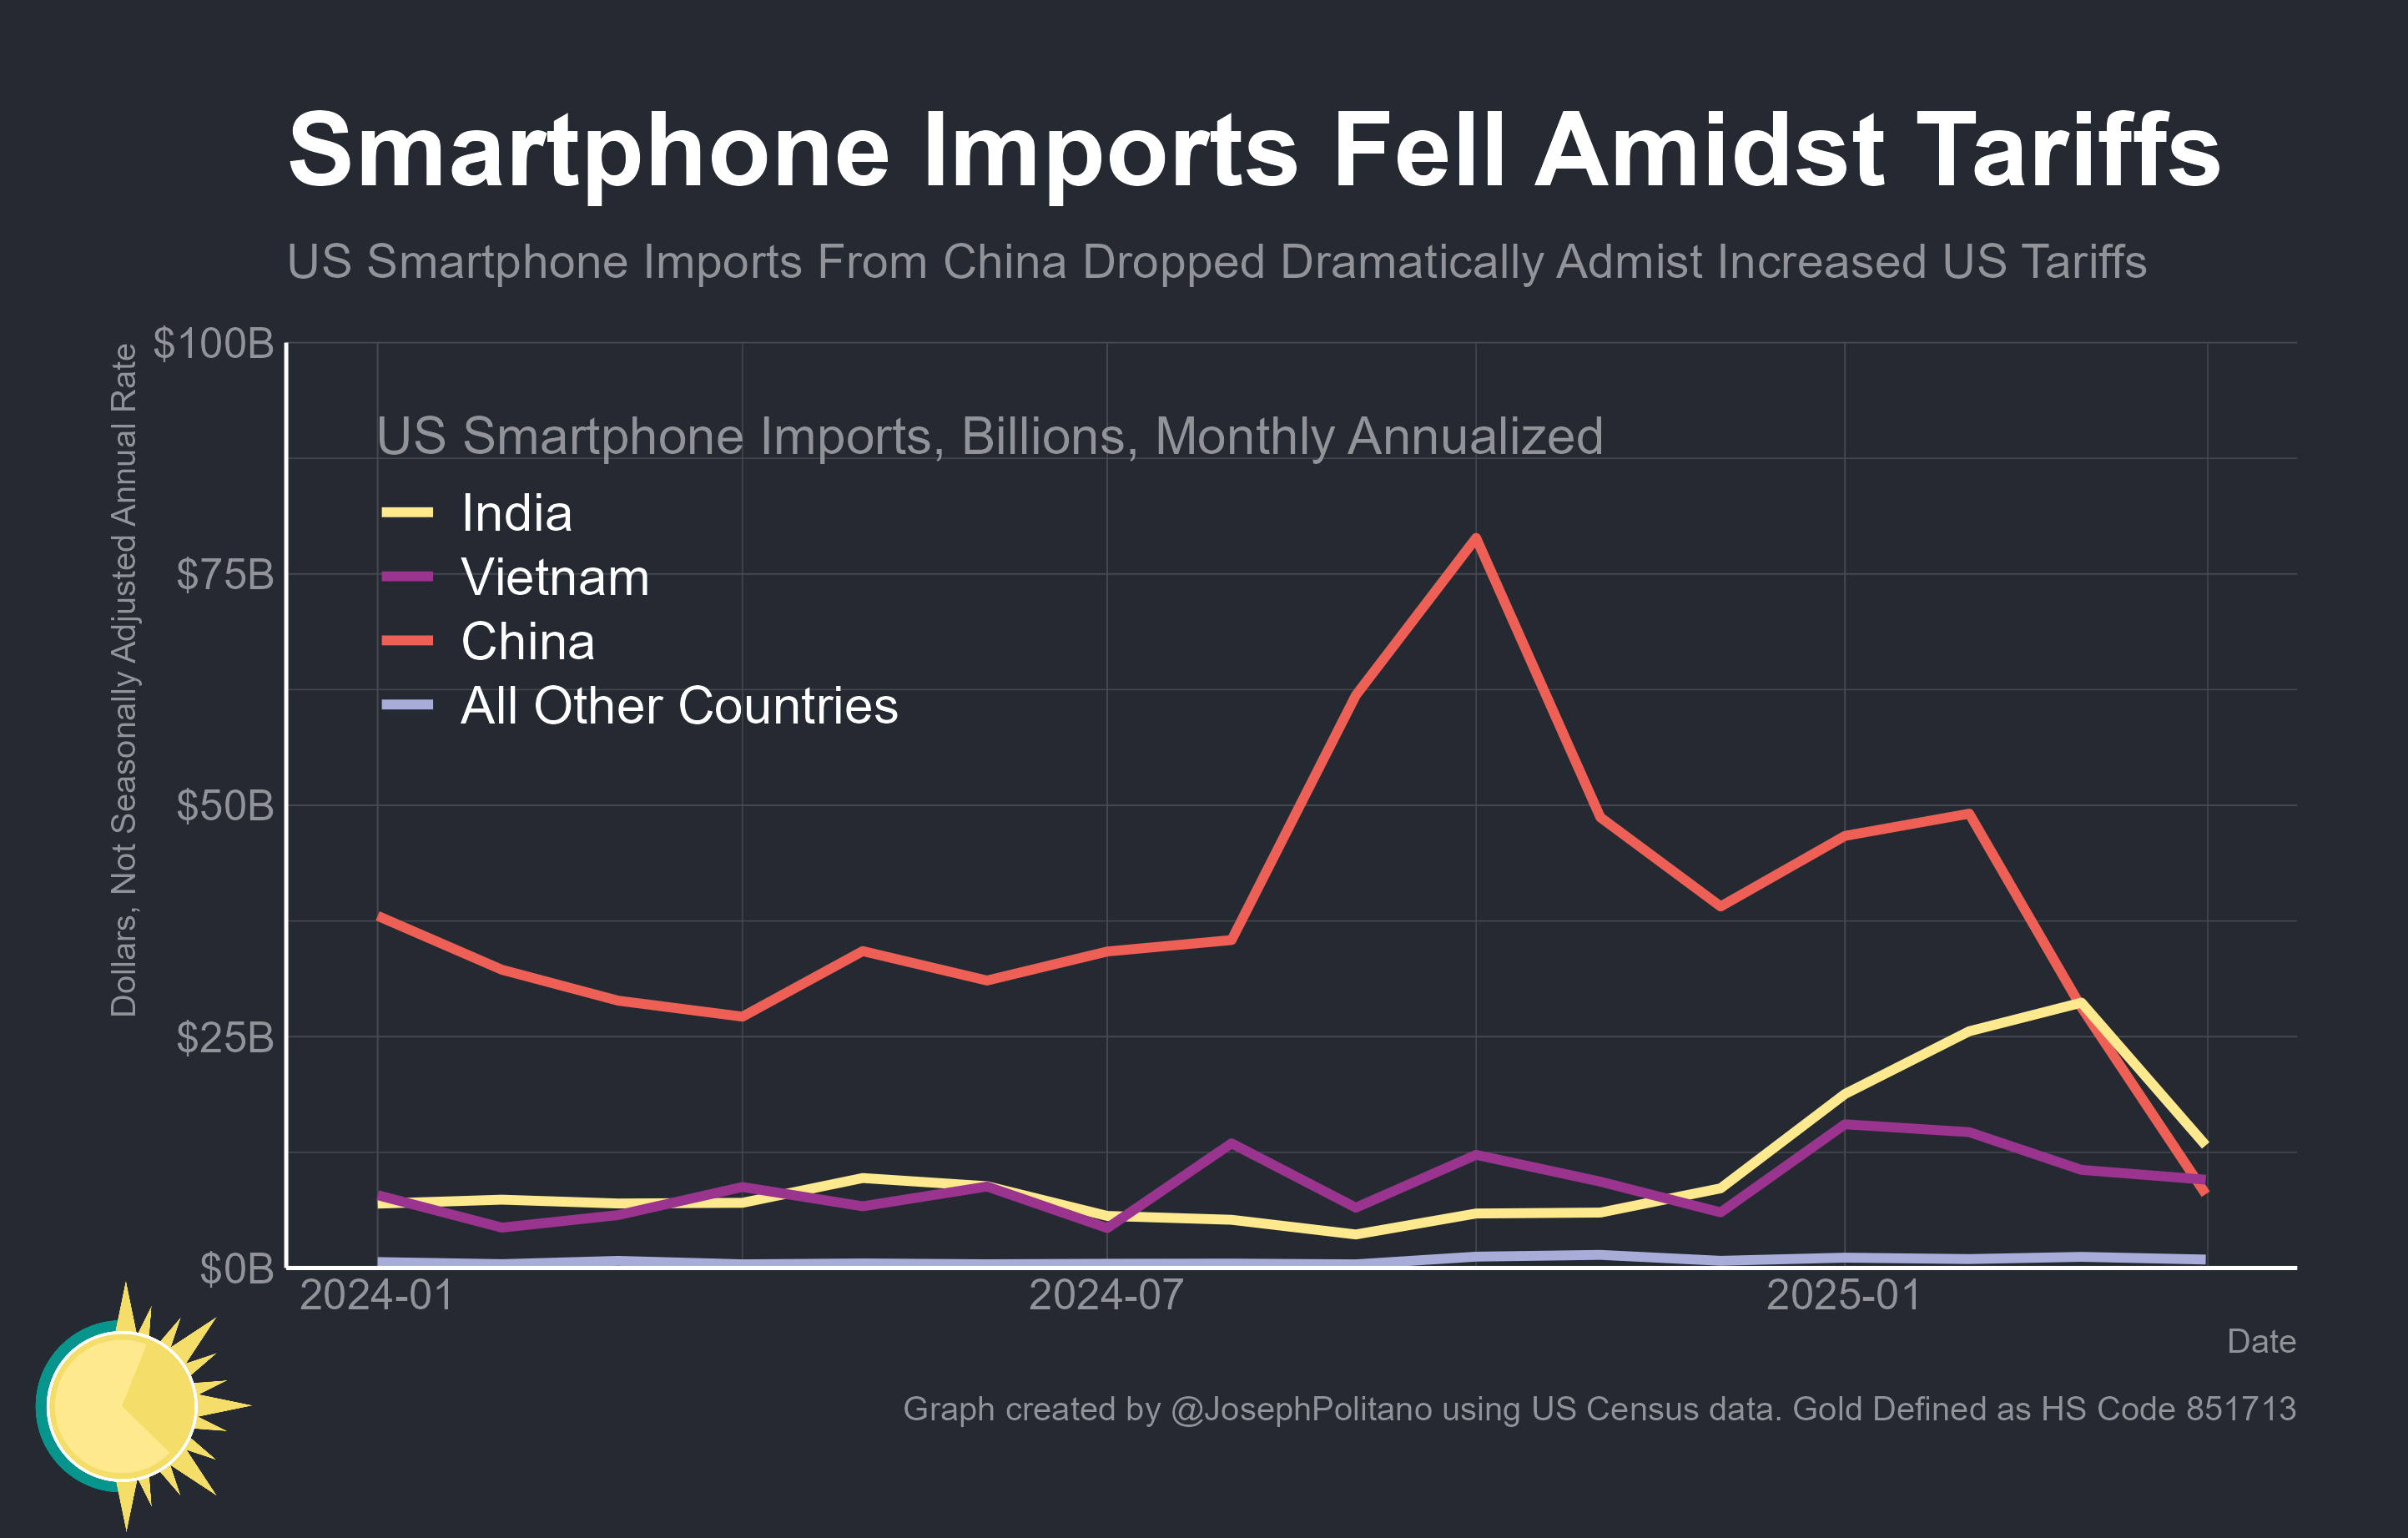 Smartphone Imports Fell Amidst Tariffs
US Smartphone Imports From China Dropped Dramatically Admist Increased US Tariffs
Dollars, Not Seasonally Adjusted Annual Rate
$100B
$75B
$50B
$25B
$0B
US Smartphone Imports, Billions, Monthly Annualized
India
Vietnam
China
All Other Countries
2024-01
2024-07
2025-01
Date
Graph created by @JosephPolitano using US Census data. Gold Defined as HS Code 851713